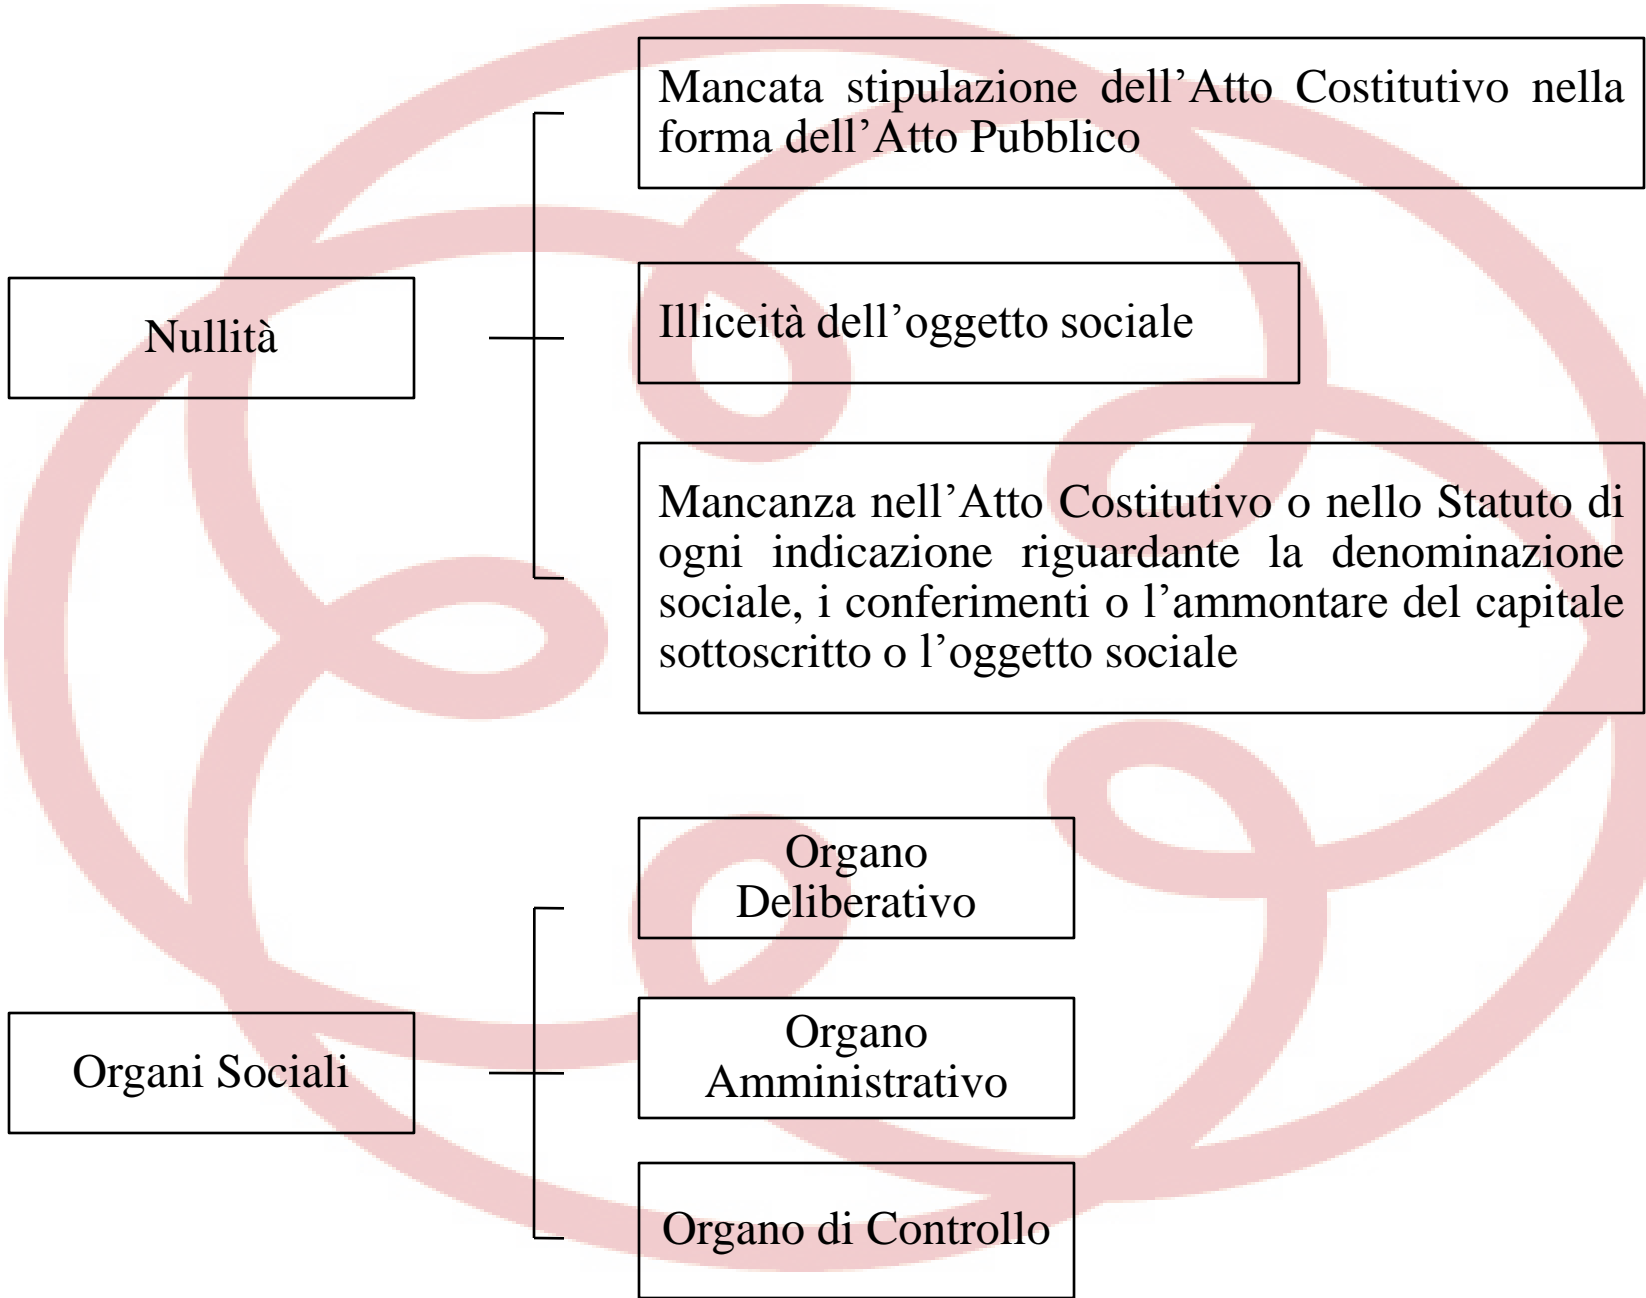 Mancata stipulazione dell’Atto Costitutivo nella
forma dell’Atto Pubblico
Nullità
Illiceità dell’oggetto sociale
Mancanza nell’Atto Costitutivo o nello Statuto di
ogni indicazione riguardante la denominazione
sociale, i conferimenti o l’ammontare del capitale
sottoscritto o l’oggetto sociale
Organo
Deliberativo
Organi Sociali
Organo
Amministrativo
Organo di Controllo